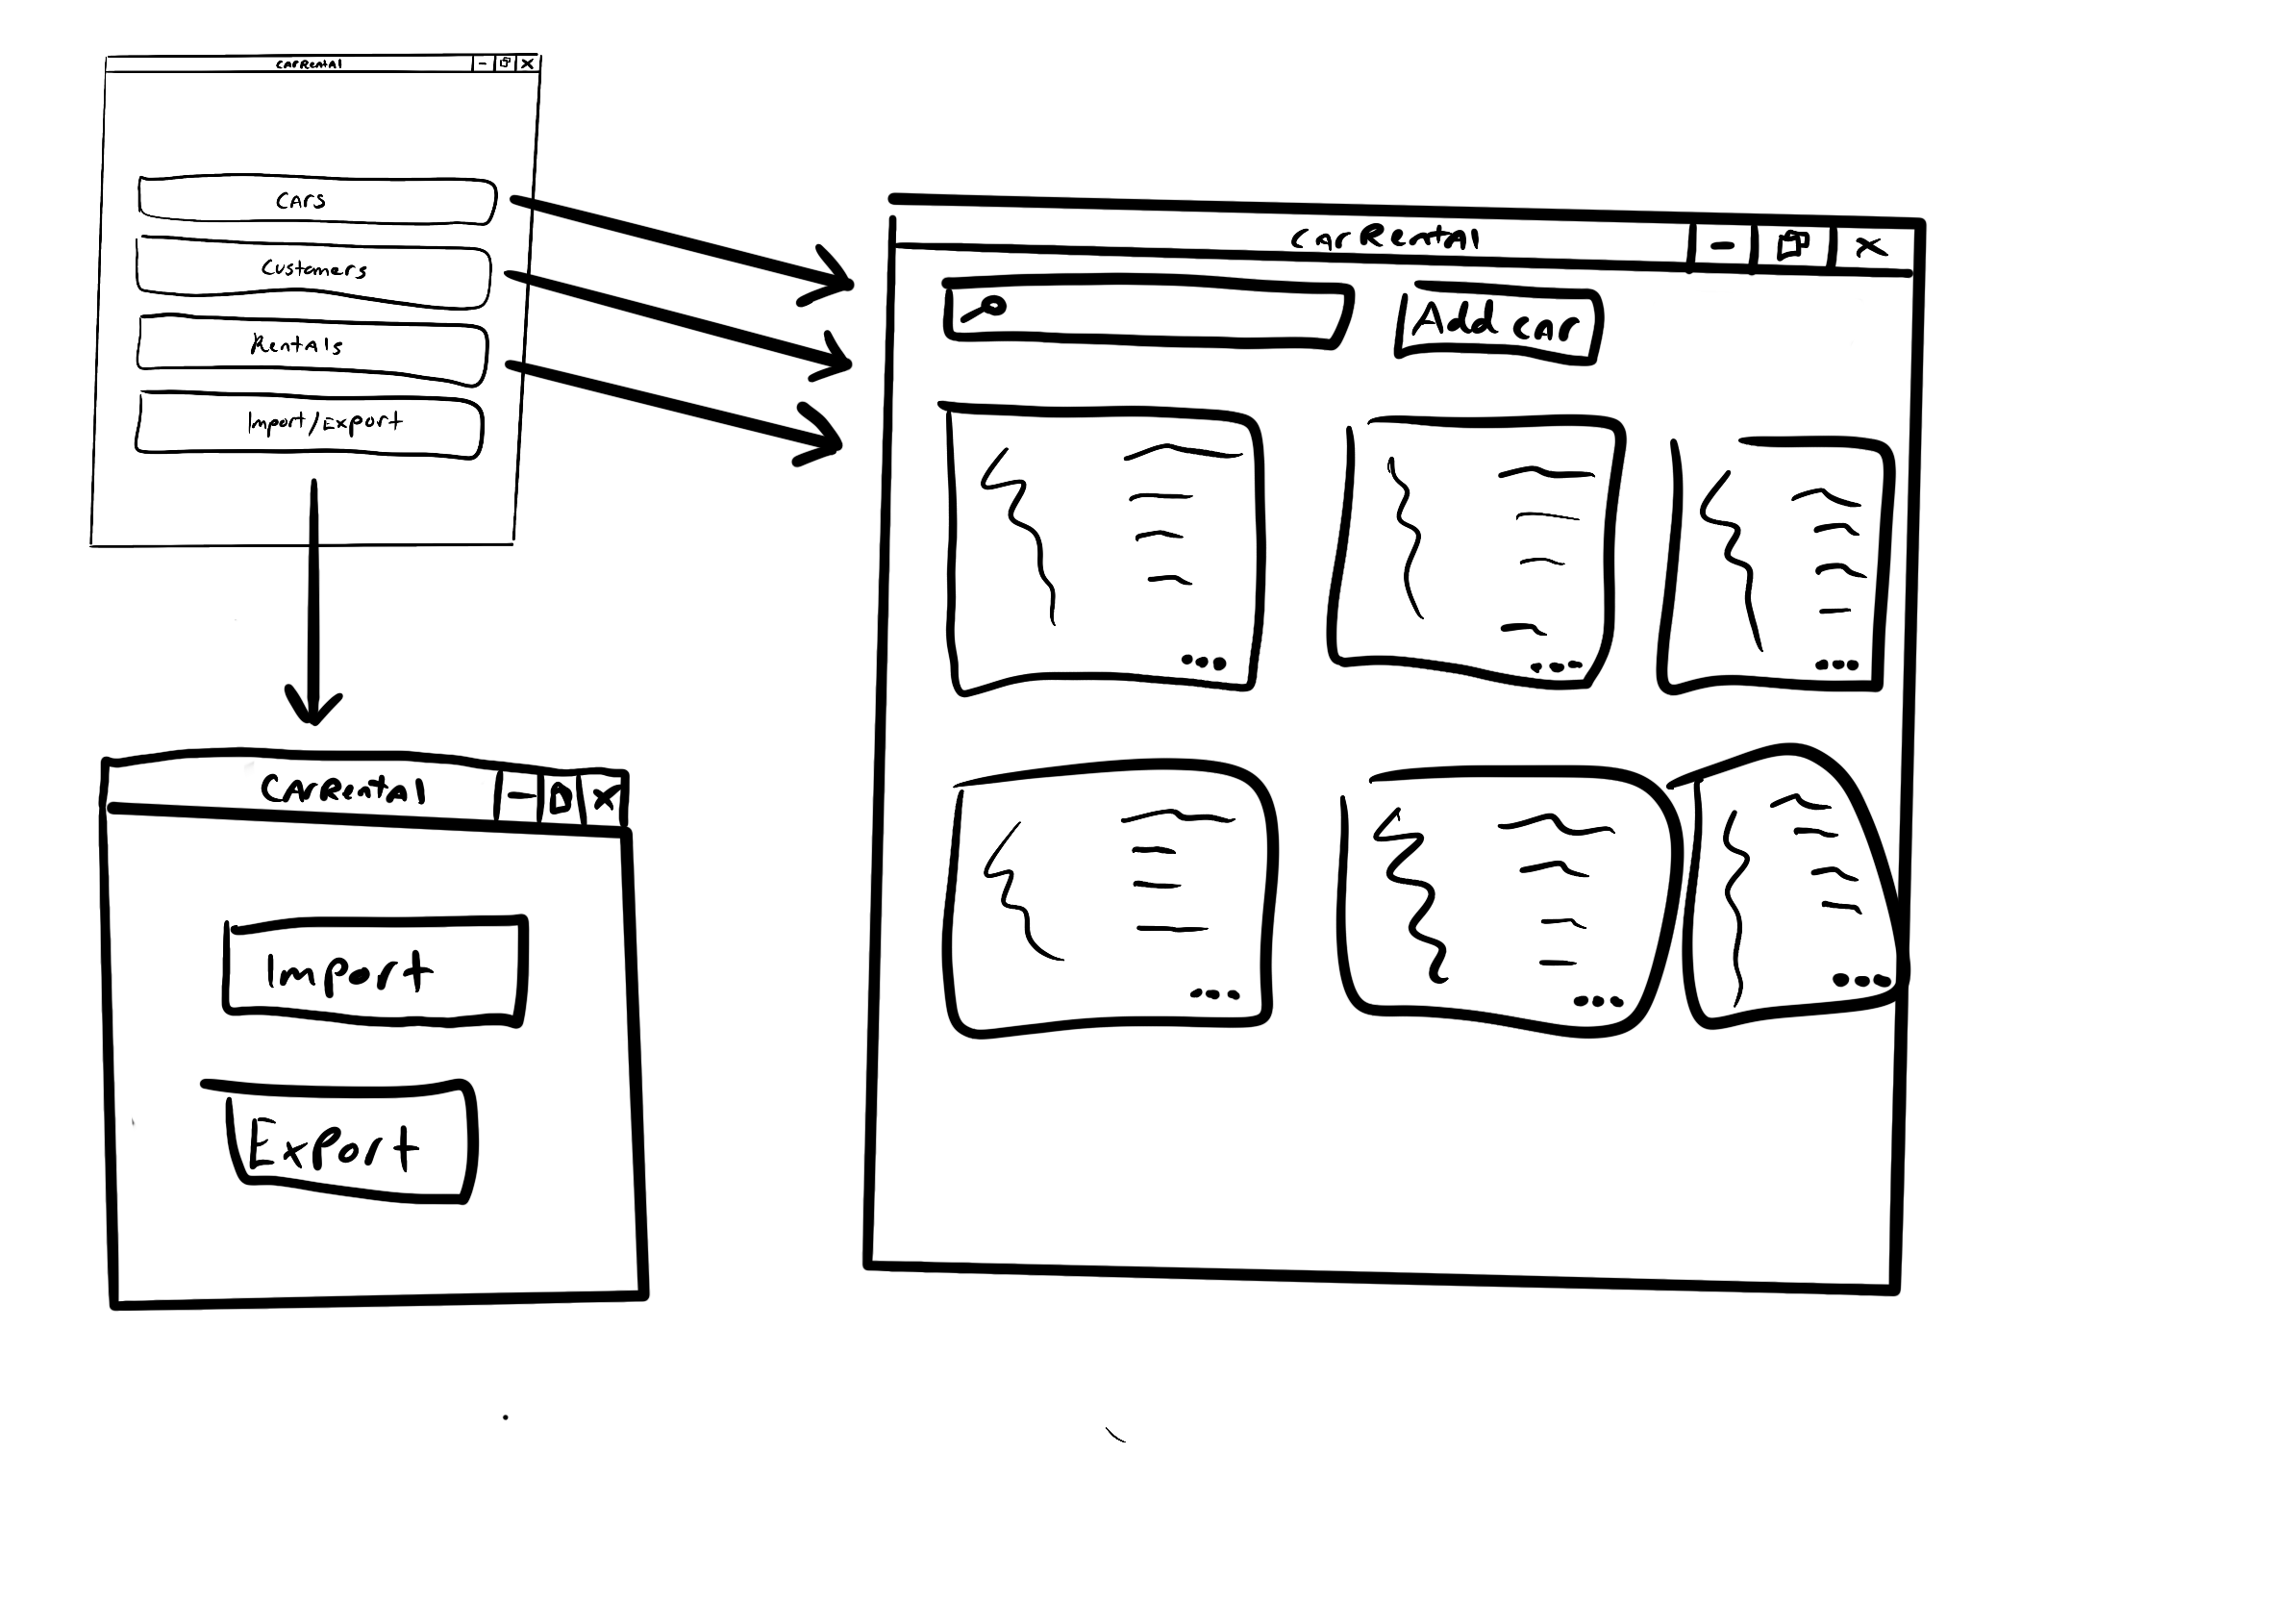 CarRental
Cars
Customers
Rentals
Import/Export
CarRental
Add car
CarRental
Import
Export